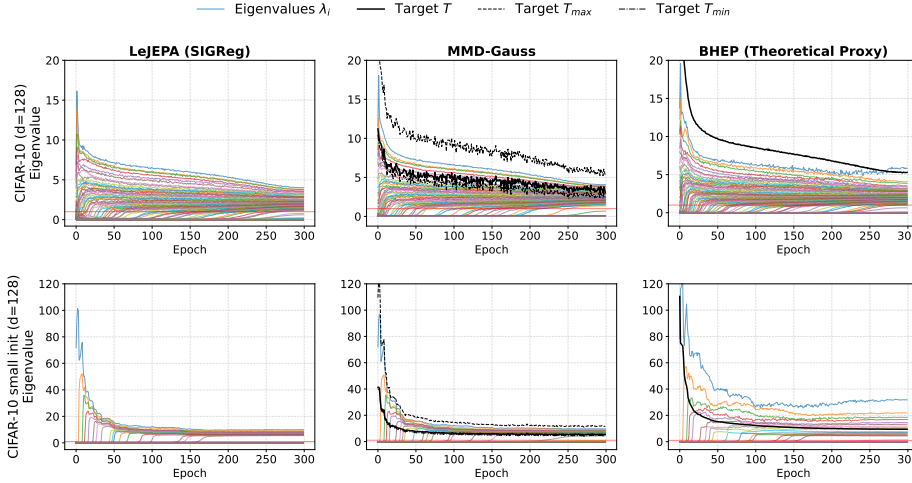 Eigenvalues λi   Target T   Target Tmax   Target Tmin
LeJEPA (SIGReg)   MMD-Gauss   BHEP (Theoretical Proxy)
CIFAR-10 (d=128)
Eigenvalue
20   20   20
15   15   15
10   10   10
5   5   5
0   0   0
0 50 100 150 200 250 300   0 50 100 150 200 250 300   0 50 100 150 200 250 300
Epoch   Epoch   Epoch
CIFAR-10 small init (d=128)
Eigenvalue
120   120   120
100   100   100
80   80   80
60   60   60
40   40   40
20   20   20
0   0   0
0 50 100 150 200 250 300   0 50 100 150 200 250 300   0 50 100 150 200 250 300
Epoch   Epoch   Epoch